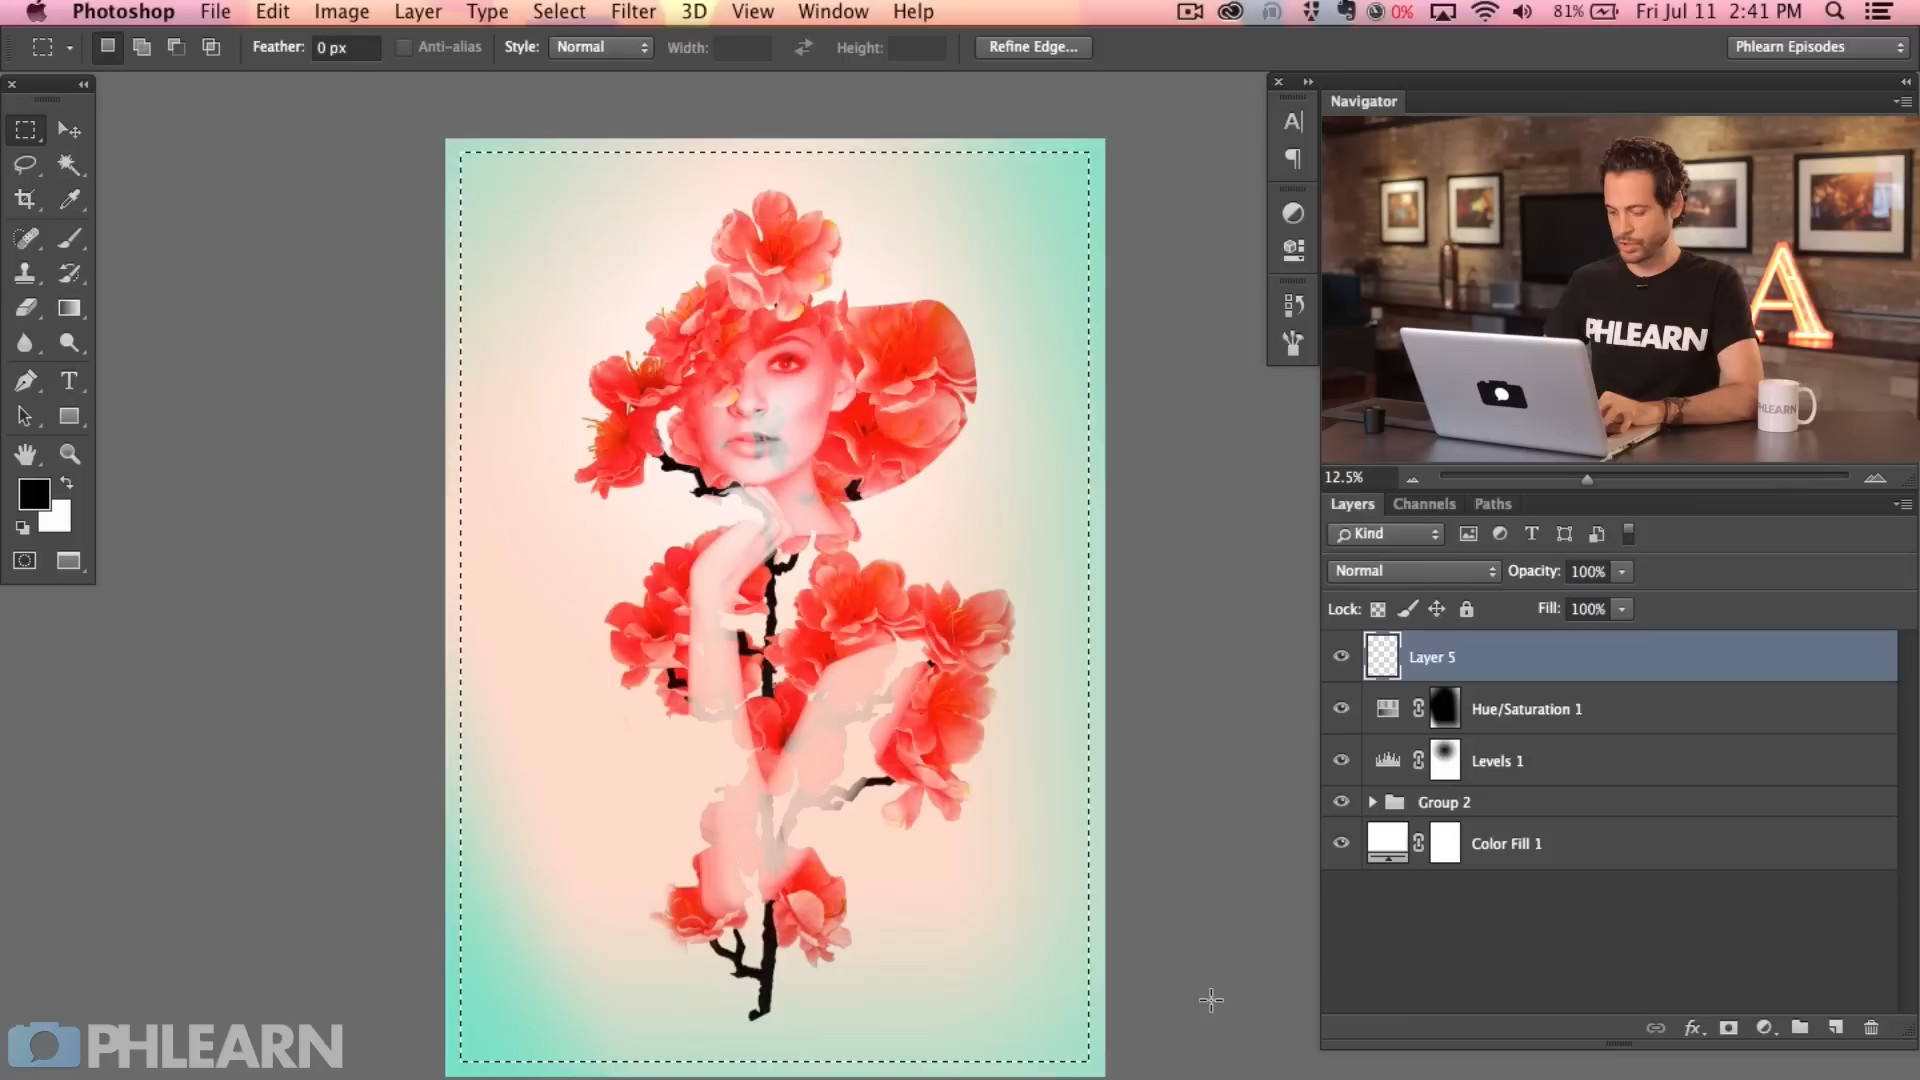 Photoshop File Edit Image Layer Type Select Filter 3D View Window Help 0% 81% Fri Jul 11 2:41 PM
Feather: 0 px Anti-alias Style: Normal Width: Height: Refine Edge... Phlearn Episodes
Navigator
PHLEARN
PHLEARN
A
12.5%
Layers Channels Paths
Kind
Normal Opacity: 100%
Lock: Fill: 100%
Layer 5
Hue/Saturation 1
Levels 1
Group 2
Color Fill 1
PHLEARN